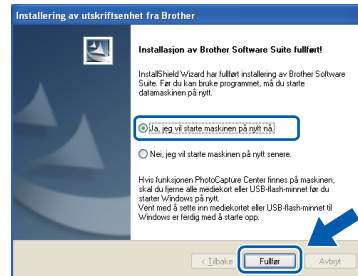 Installering av utskriftsenhet fra Brother
Installasjon av Brother Software Suite fullført!
InstallShield Wizard har fullført installering av Brother Software
Suite. Før du kan bruke programmet, må du starte
datamaskinen på nytt.
Ja, jeg vil starte maskinen på nytt nå.
Nei, jeg vil starte maskinen på nytt senere.
Hvis funksjonen PhotoCapture Center finnes på maskinen,
skal du fjerne alle mediekort eller USB-flash-minnet før du
starter Windows på nytt.
Vent med å sette inn mediekortet eller USB-flash-minnet til
Windows er ferdig med å starte opp.
< Tilbake Fullfør Avbryt